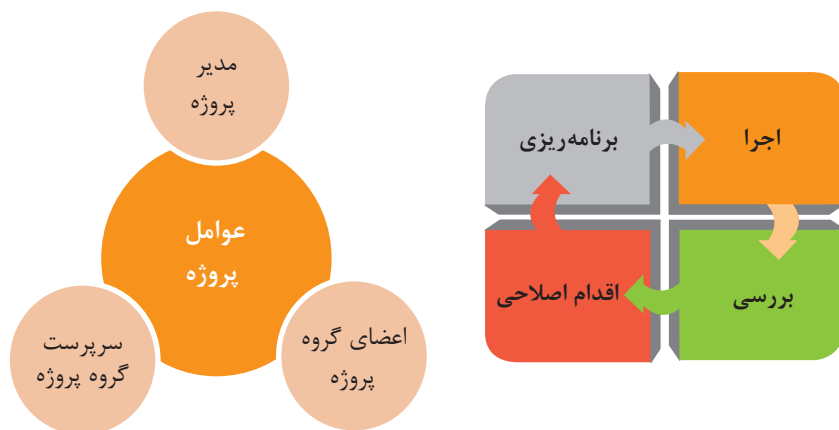 مدیر
پروژه
عوامل
پروژه
سرپرست
گروه پروژه
اعضای گروه
پروژه
برنامه‌ریزی
اجرا
بررسی
اقدام اصلاحی